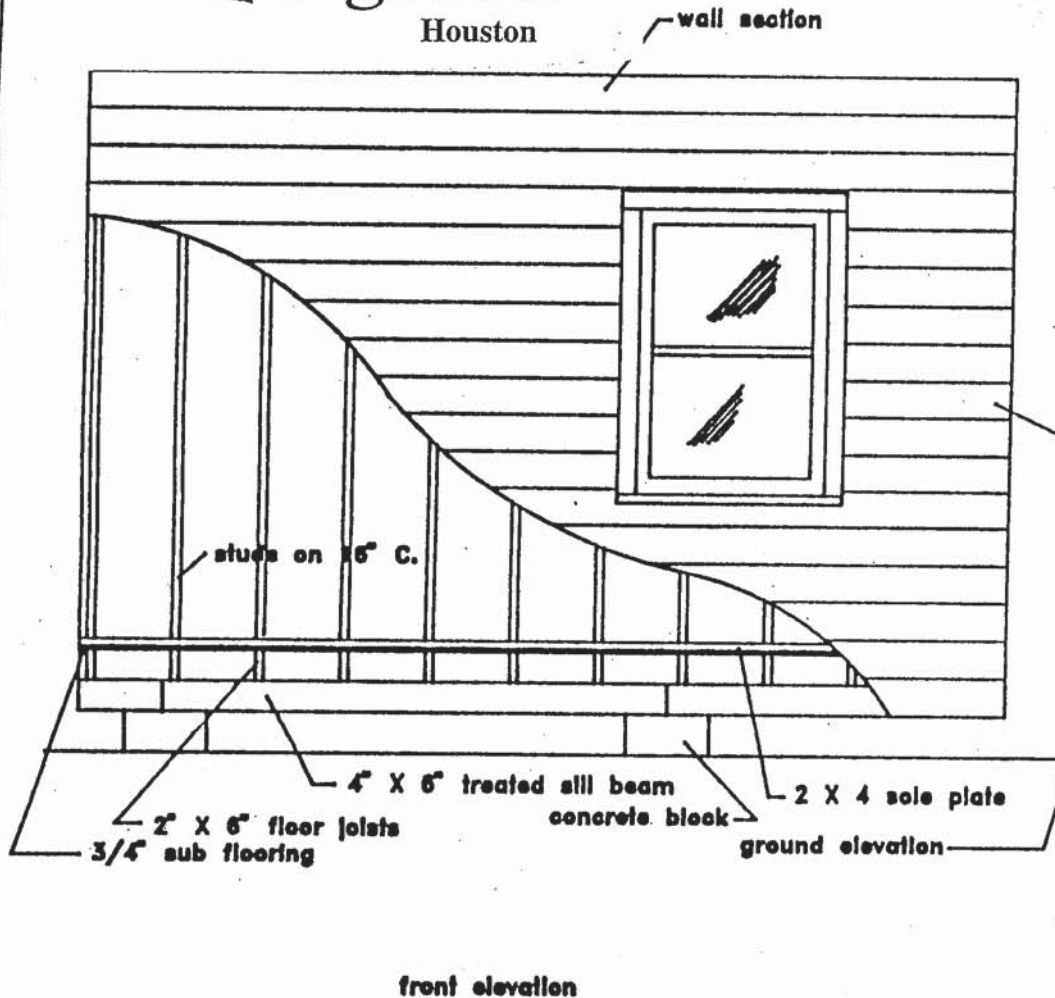 Houston
wall section
studs on 16" C.
4" X 6" treated sill beam
2 X 4 sole plate
2" X 6" floor joists
concrete block
3/4" sub flooring
ground elevation
front elevation